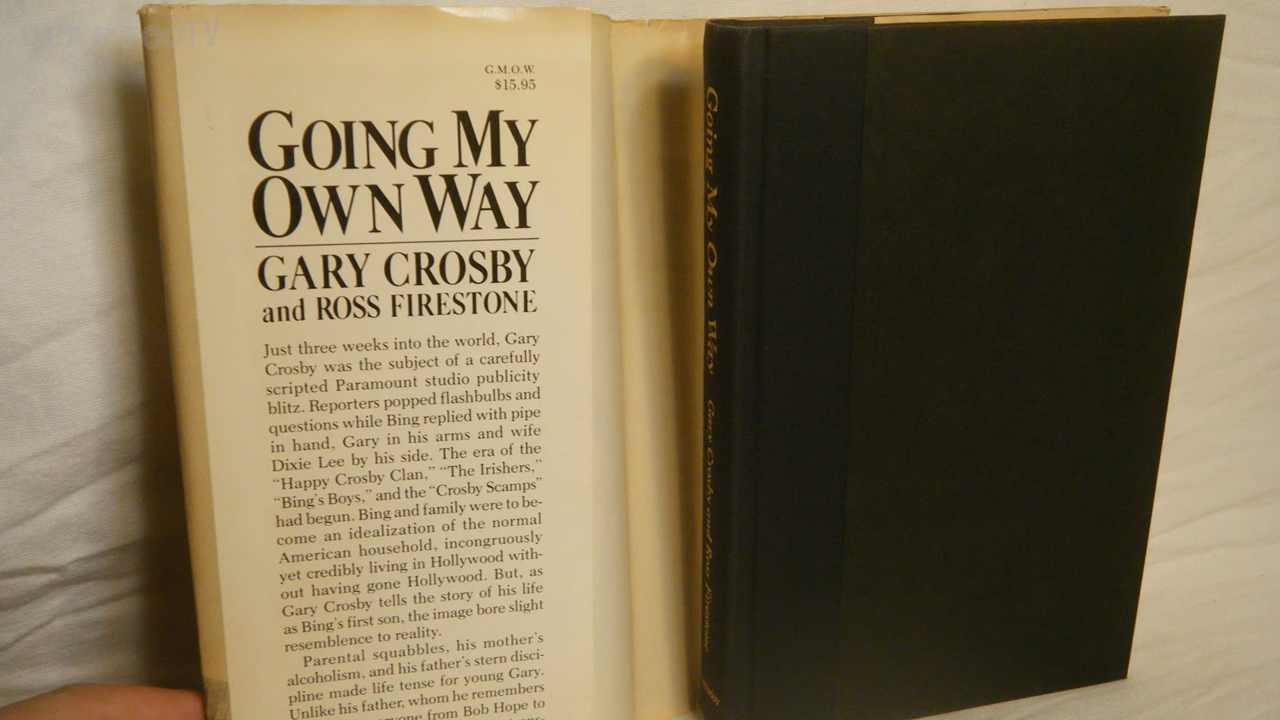 G.M.O.W.
$15.95
GOING MY
OWN WAY
GARY CROSBY
and ROSS FIRESTONE
Just three weeks into the world, Gary
Crosby was the subject of a carefully
scripted Paramount studio publicity
blitz. Reporters popped flashbulbs and
questions while Bing replied with pipe
in hand, Gary in his arms and wife
Dixie Lee by his side. The era of the
“Happy Crosby Clan,” “The Irishers,”
“Bing’s Boys,” and the “Crosby Scamps”
had begun. Bing and family were to be-
come an idealization of the normal
American household, incongruously
yet credibly living in Hollywood with-
out having gone Hollywood. But, as
Gary Crosby tells the story of his life
as Bing’s first son, the image bore slight
resemblence to reality.
Parental squabbles, his mother’s
alcoholism, and his father’s stern disci-
pline made life tense for young Gary.
Unlike his father, whom he remembers
from Bob Hope to
Going My Own Way Gary Crosby and Ross Firestone